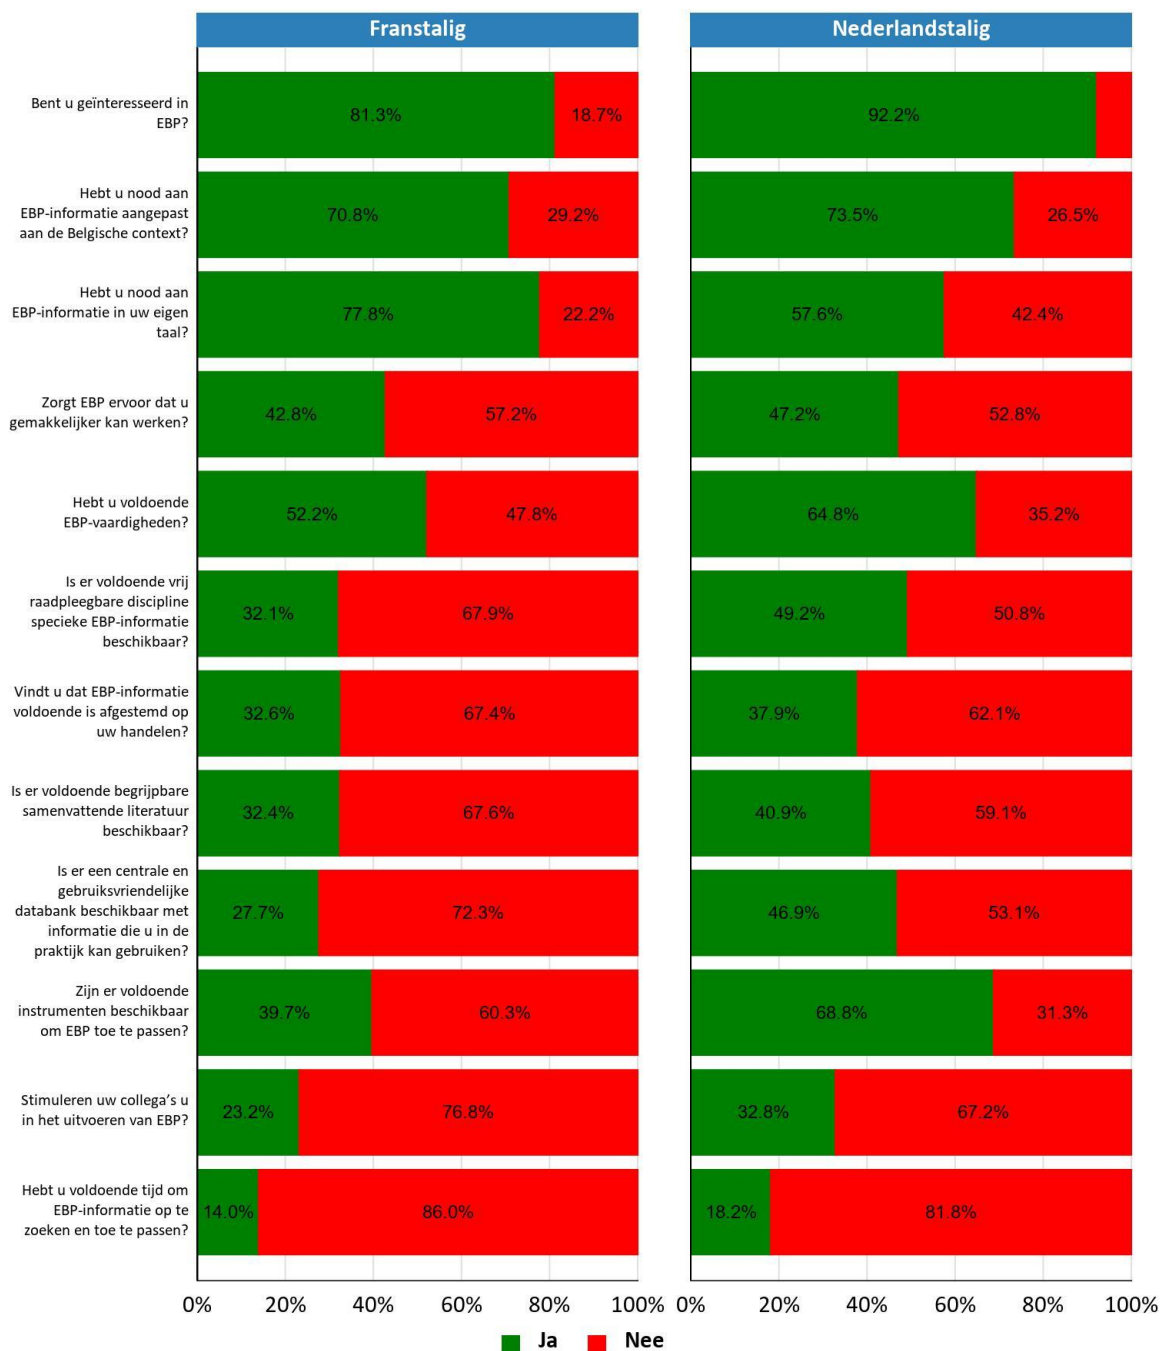 Franstalig
Nederlandstalig
Bent u geïnteresseerd in
EBP?
81.3%
18.7%
92.2%
Hebt u nood aan
EBP-informatie aangepast
aan de Belgische context?
70.8%
29.2%
73.5%
26.5%
Hebt u nood aan
EBP-informatie in uw eigen
taal?
77.8%
22.2%
57.6%
42.4%
Zorgt EBP ervoor dat u
gemakkelijker kan werken?
42.8%
57.2%
47.2%
52.8%
Hebt u voldoende
EBP-vaardigheden?
52.2%
47.8%
64.8%
35.2%
Is er voldoende vrij
raadpleegbare discipline
specieke EBP-informatie
beschikbaar?
32.1%
67.9%
49.2%
50.8%
Vindt u dat EBP-informatie
voldoende is afgestemd op
uw handelen?
32.6%
67.4%
37.9%
62.1%
Is er voldoende begrijpbare
samenvattende literatuur
beschikbaar?
32.4%
67.6%
40.9%
59.1%
Is er een centrale en
gebruiksvriendelijke
databank beschikbaar met
informatie die u in de
praktijk kan gebruiken?
27.7%
72.3%
46.9%
53.1%
Zijn er voldoende
instrumenten beschikbaar
om EBP toe te passen?
39.7%
60.3%
68.8%
31.3%
Stimuleren uw collega’s u
in het uitvoeren van EBP?
23.2%
76.8%
32.8%
67.2%
Hebt u voldoende tijd om
EBP-informatie op te
zoeken en toe te passen?
14.0%
86.0%
18.2%
81.8%
0% 20% 40% 60% 80% 100%
0% 20% 40% 60% 80% 100%
Ja Nee